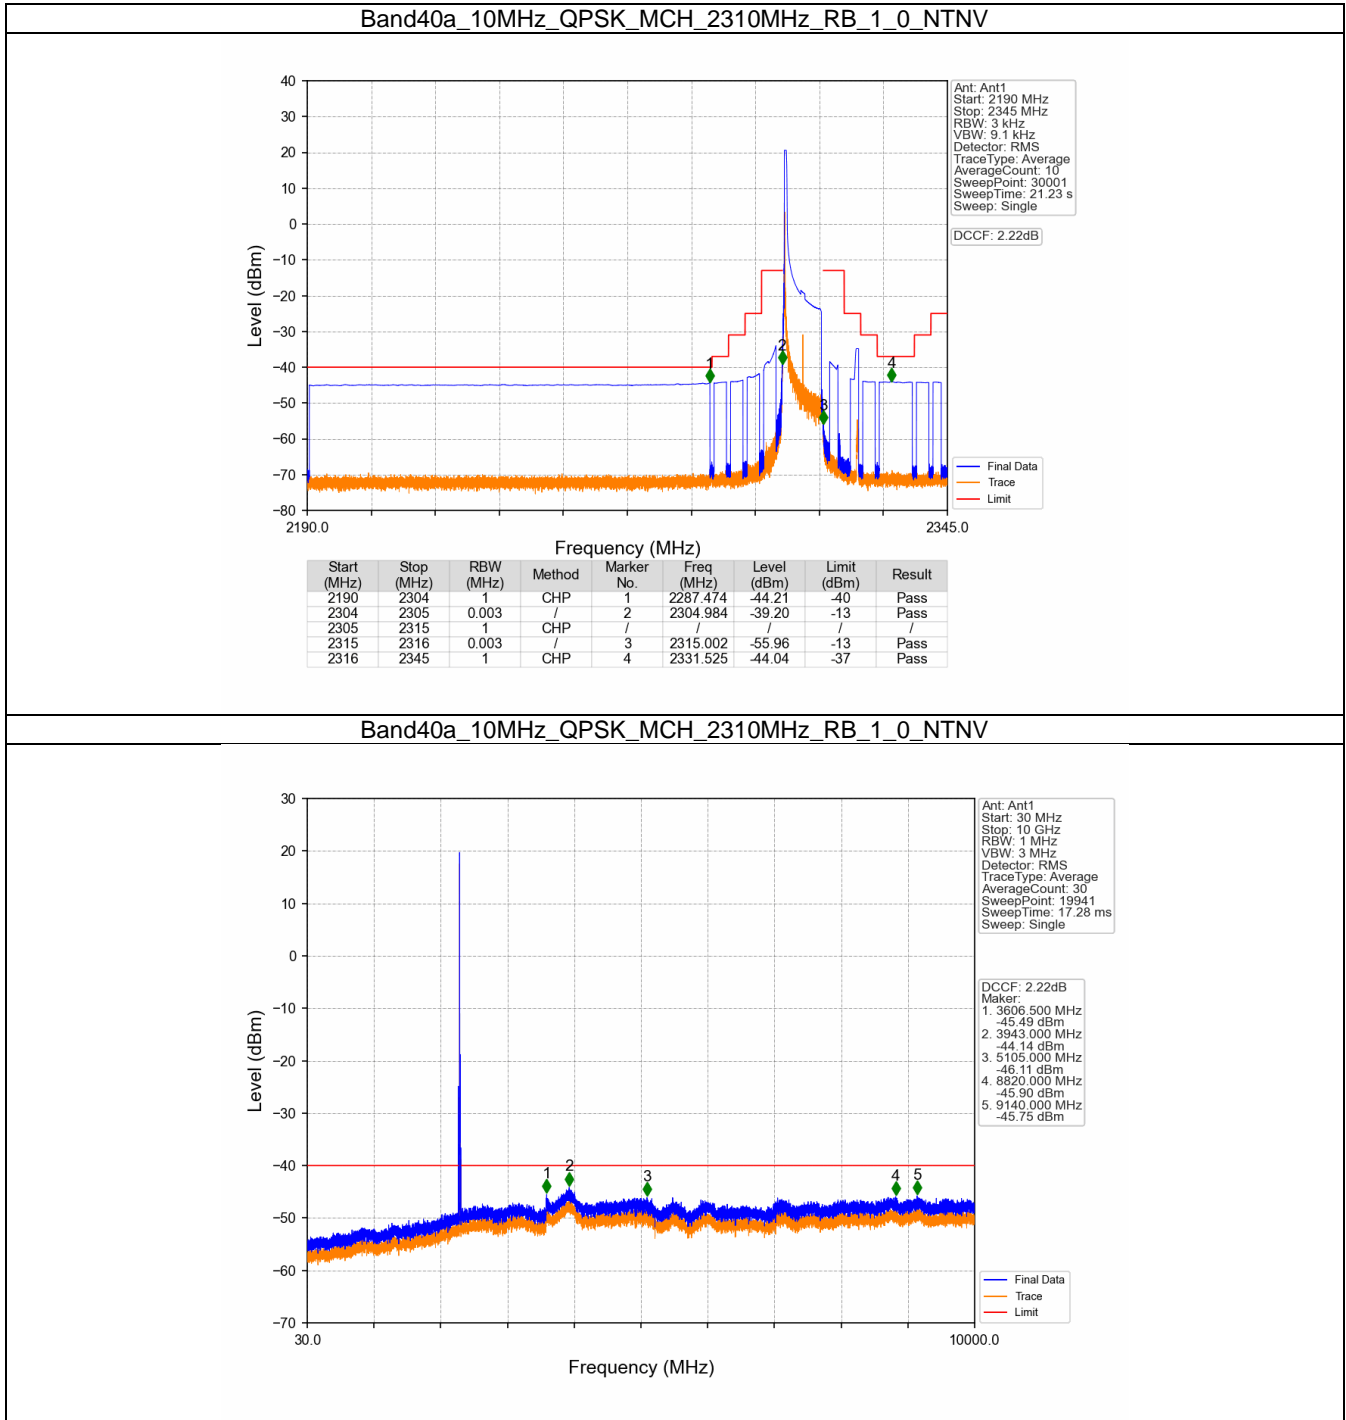 Band40a_10MHz_QPSK_MCH_2310MHz_RB_1_0_NTNV
40
30
20
10
0
−10
−20
−30
−40
−50
−60
−70
−80
Level (dBm)
1
2
3
4
2190.0
2345.0
Frequency (MHz)
Ant: Ant1
Start: 2190 MHz
Stop: 2345 MHz
RBW: 3 kHz
VBW: 9.1 kHz
Detector: RMS
TraceType: Average
AverageCount: 10
SweepPoint: 30001
SweepTime: 21.23 s
Sweep: Single
DCCF: 2.22dB
Final Data
Trace
Limit
Start (MHz) Stop (MHz) RBW (MHz) Method Marker No. Freq (MHz) Level (dBm) Limit (dBm) Result
2190 2304 1 CHP 1 2287.474 -44.21 -40 Pass
2304 2305 0.003 / 2 2304.984 -39.20 -13 Pass
2305 2315 1 CHP / / / / /
2315 2316 0.003 / 3 2315.002 -55.96 -13 Pass
2316 2345 1 CHP 4 2331.525 -44.04 -37 Pass
Band40a_10MHz_QPSK_MCH_2310MHz_RB_1_0_NTNV
30
20
10
0
−10
−20
−30
−40
−50
−60
−70
Level (dBm)
1
2
3
4
5
30.0
10000.0
Frequency (MHz)
Ant: Ant1
Start: 30 MHz
Stop: 10 GHz
RBW: 1 MHz
VBW: 3 MHz
Detector: RMS
TraceType: Average
AverageCount: 30
SweepPoint: 19941
SweepTime: 17.28 ms
Sweep: Single
DCCF: 2.22dB
Maker:
1. 3606.500 MHz
-45.49 dBm
2. 3943.000 MHz
-44.14 dBm
3. 5105.000 MHz
-46.11 dBm
4. 8820.000 MHz
-45.90 dBm
5. 9140.000 MHz
-45.75 dBm
Final Data
Trace
Limit